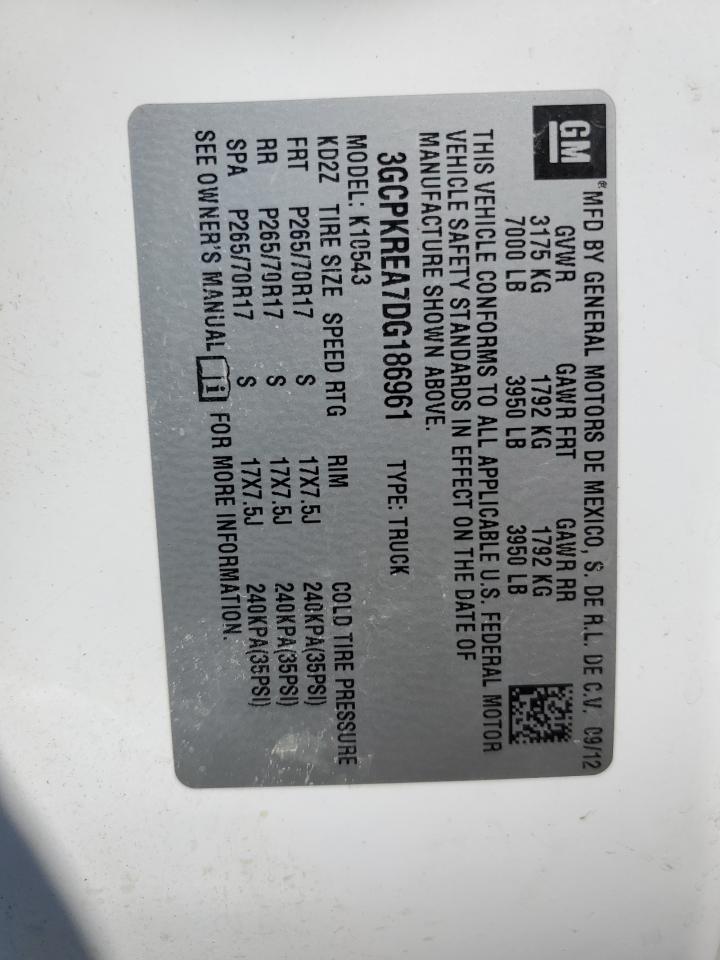 GM
® MFD BY GENERAL MOTORS DE MEXICO, S. DE R.L. DE C.V. 09/12
GVWR GAWR FRT GAWR RR
3175 KG 1792 KG 1792 KG
7000 LB 3950 LB 3950 LB
THIS VEHICLE CONFORMS TO ALL APPLICABLE U.S. FEDERAL MOTOR
VEHICLE SAFETY STANDARDS IN EFFECT ON THE DATE OF
MANUFACTURE SHOWN ABOVE.
3GCPKREA7DG186961 TYPE: TRUCK
MODEL: K10543
KD2Z TIRE SIZE SPEED RTG RIM COLD TIRE PRESSURE
FRT P265/70R17 S 17X7.5J 240KPA(35PSI)
RR P265/70R17 S 17X7.5J 240KPA(35PSI)
SPA P265/70R17 S 17X7.5J 240KPA(35PSI)
SEE OWNER'S MANUAL i FOR MORE INFORMATION.